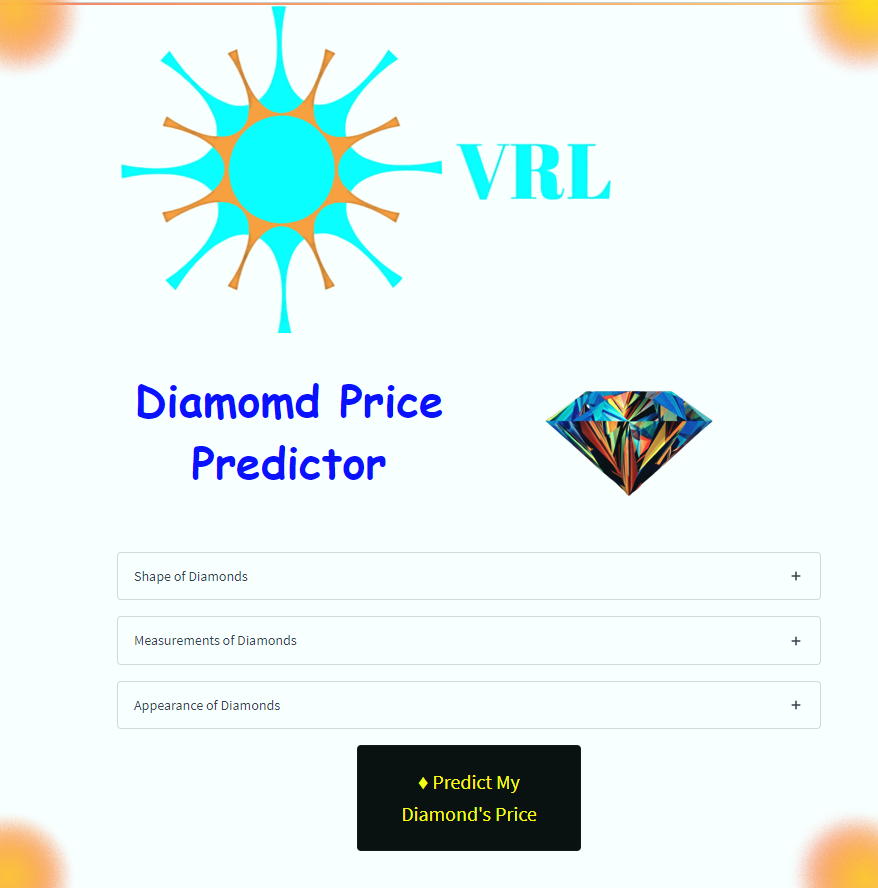 VRL
Diamomd Price
Predictor
Shape of Diamonds +
Measurements of Diamonds +
Appearance of Diamonds +
♦ Predict My
Diamond's Price